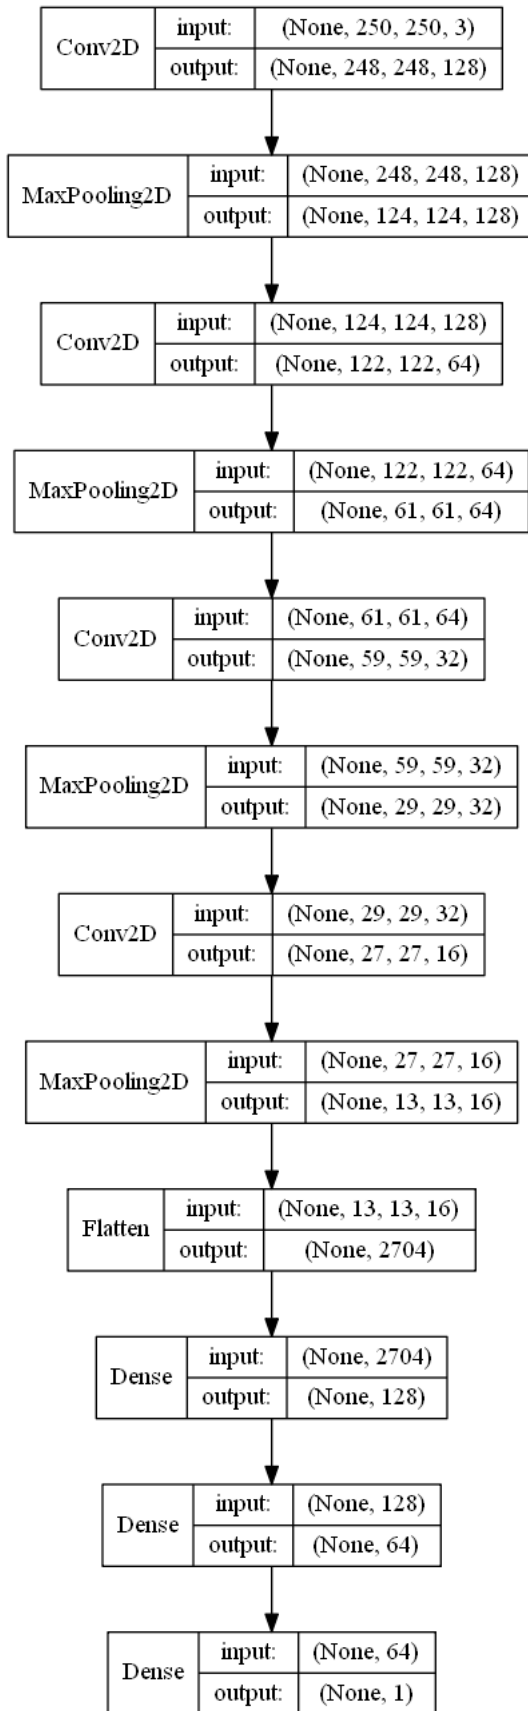 Conv2D
input: (None, 250, 250, 3)
output: (None, 248, 248, 128)
MaxPooling2D
input: (None, 248, 248, 128)
output: (None, 124, 124, 128)
Conv2D
input: (None, 124, 124, 128)
output: (None, 122, 122, 64)
MaxPooling2D
input: (None, 122, 122, 64)
output: (None, 61, 61, 64)
Conv2D
input: (None, 61, 61, 64)
output: (None, 59, 59, 32)
MaxPooling2D
input: (None, 59, 59, 32)
output: (None, 29, 29, 32)
Conv2D
input: (None, 29, 29, 32)
output: (None, 27, 27, 16)
MaxPooling2D
input: (None, 27, 27, 16)
output: (None, 13, 13, 16)
Flatten
input: (None, 13, 13, 16)
output: (None, 2704)
Dense
input: (None, 2704)
output: (None, 128)
Dense
input: (None, 128)
output: (None, 64)
Dense
input: (None, 64)
output: (None, 1)